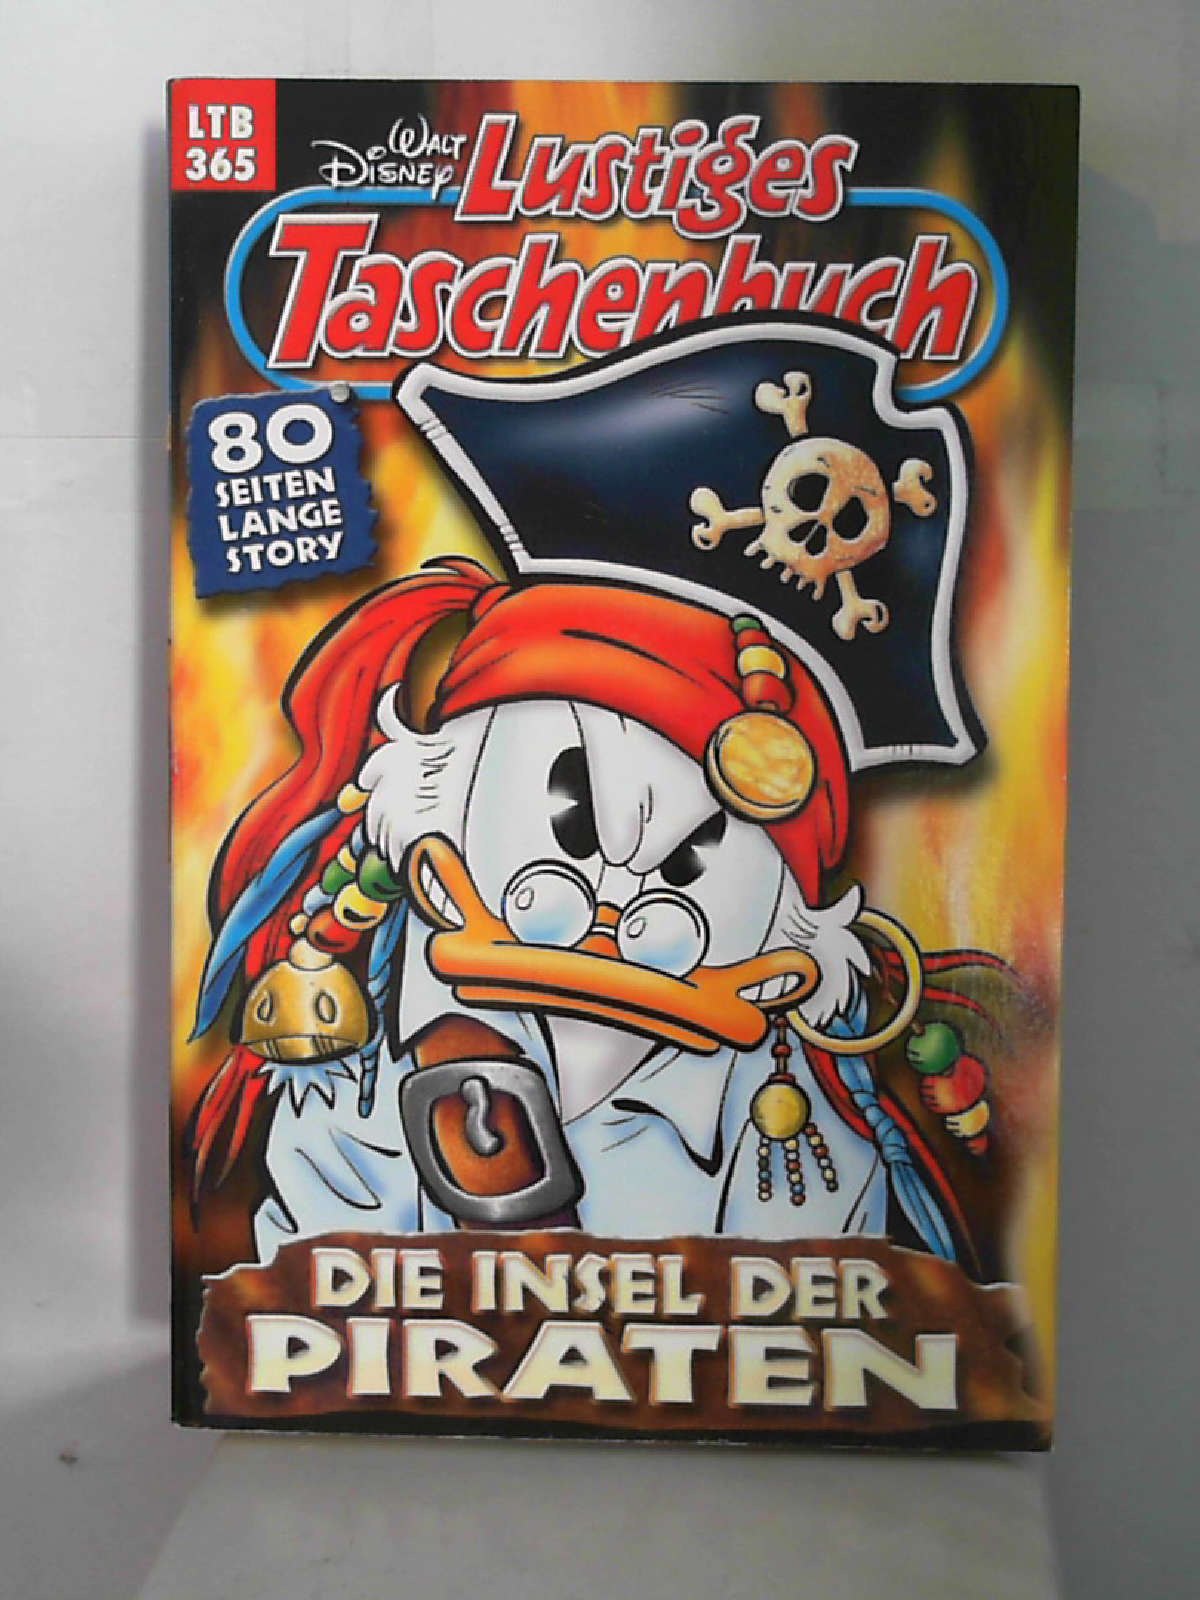 LTB
365
WALT
DISNEY
Lustiges
Taschenbuch
80
SEITEN
LANGE
STORY
DIE INSEL DER
PIRATEN